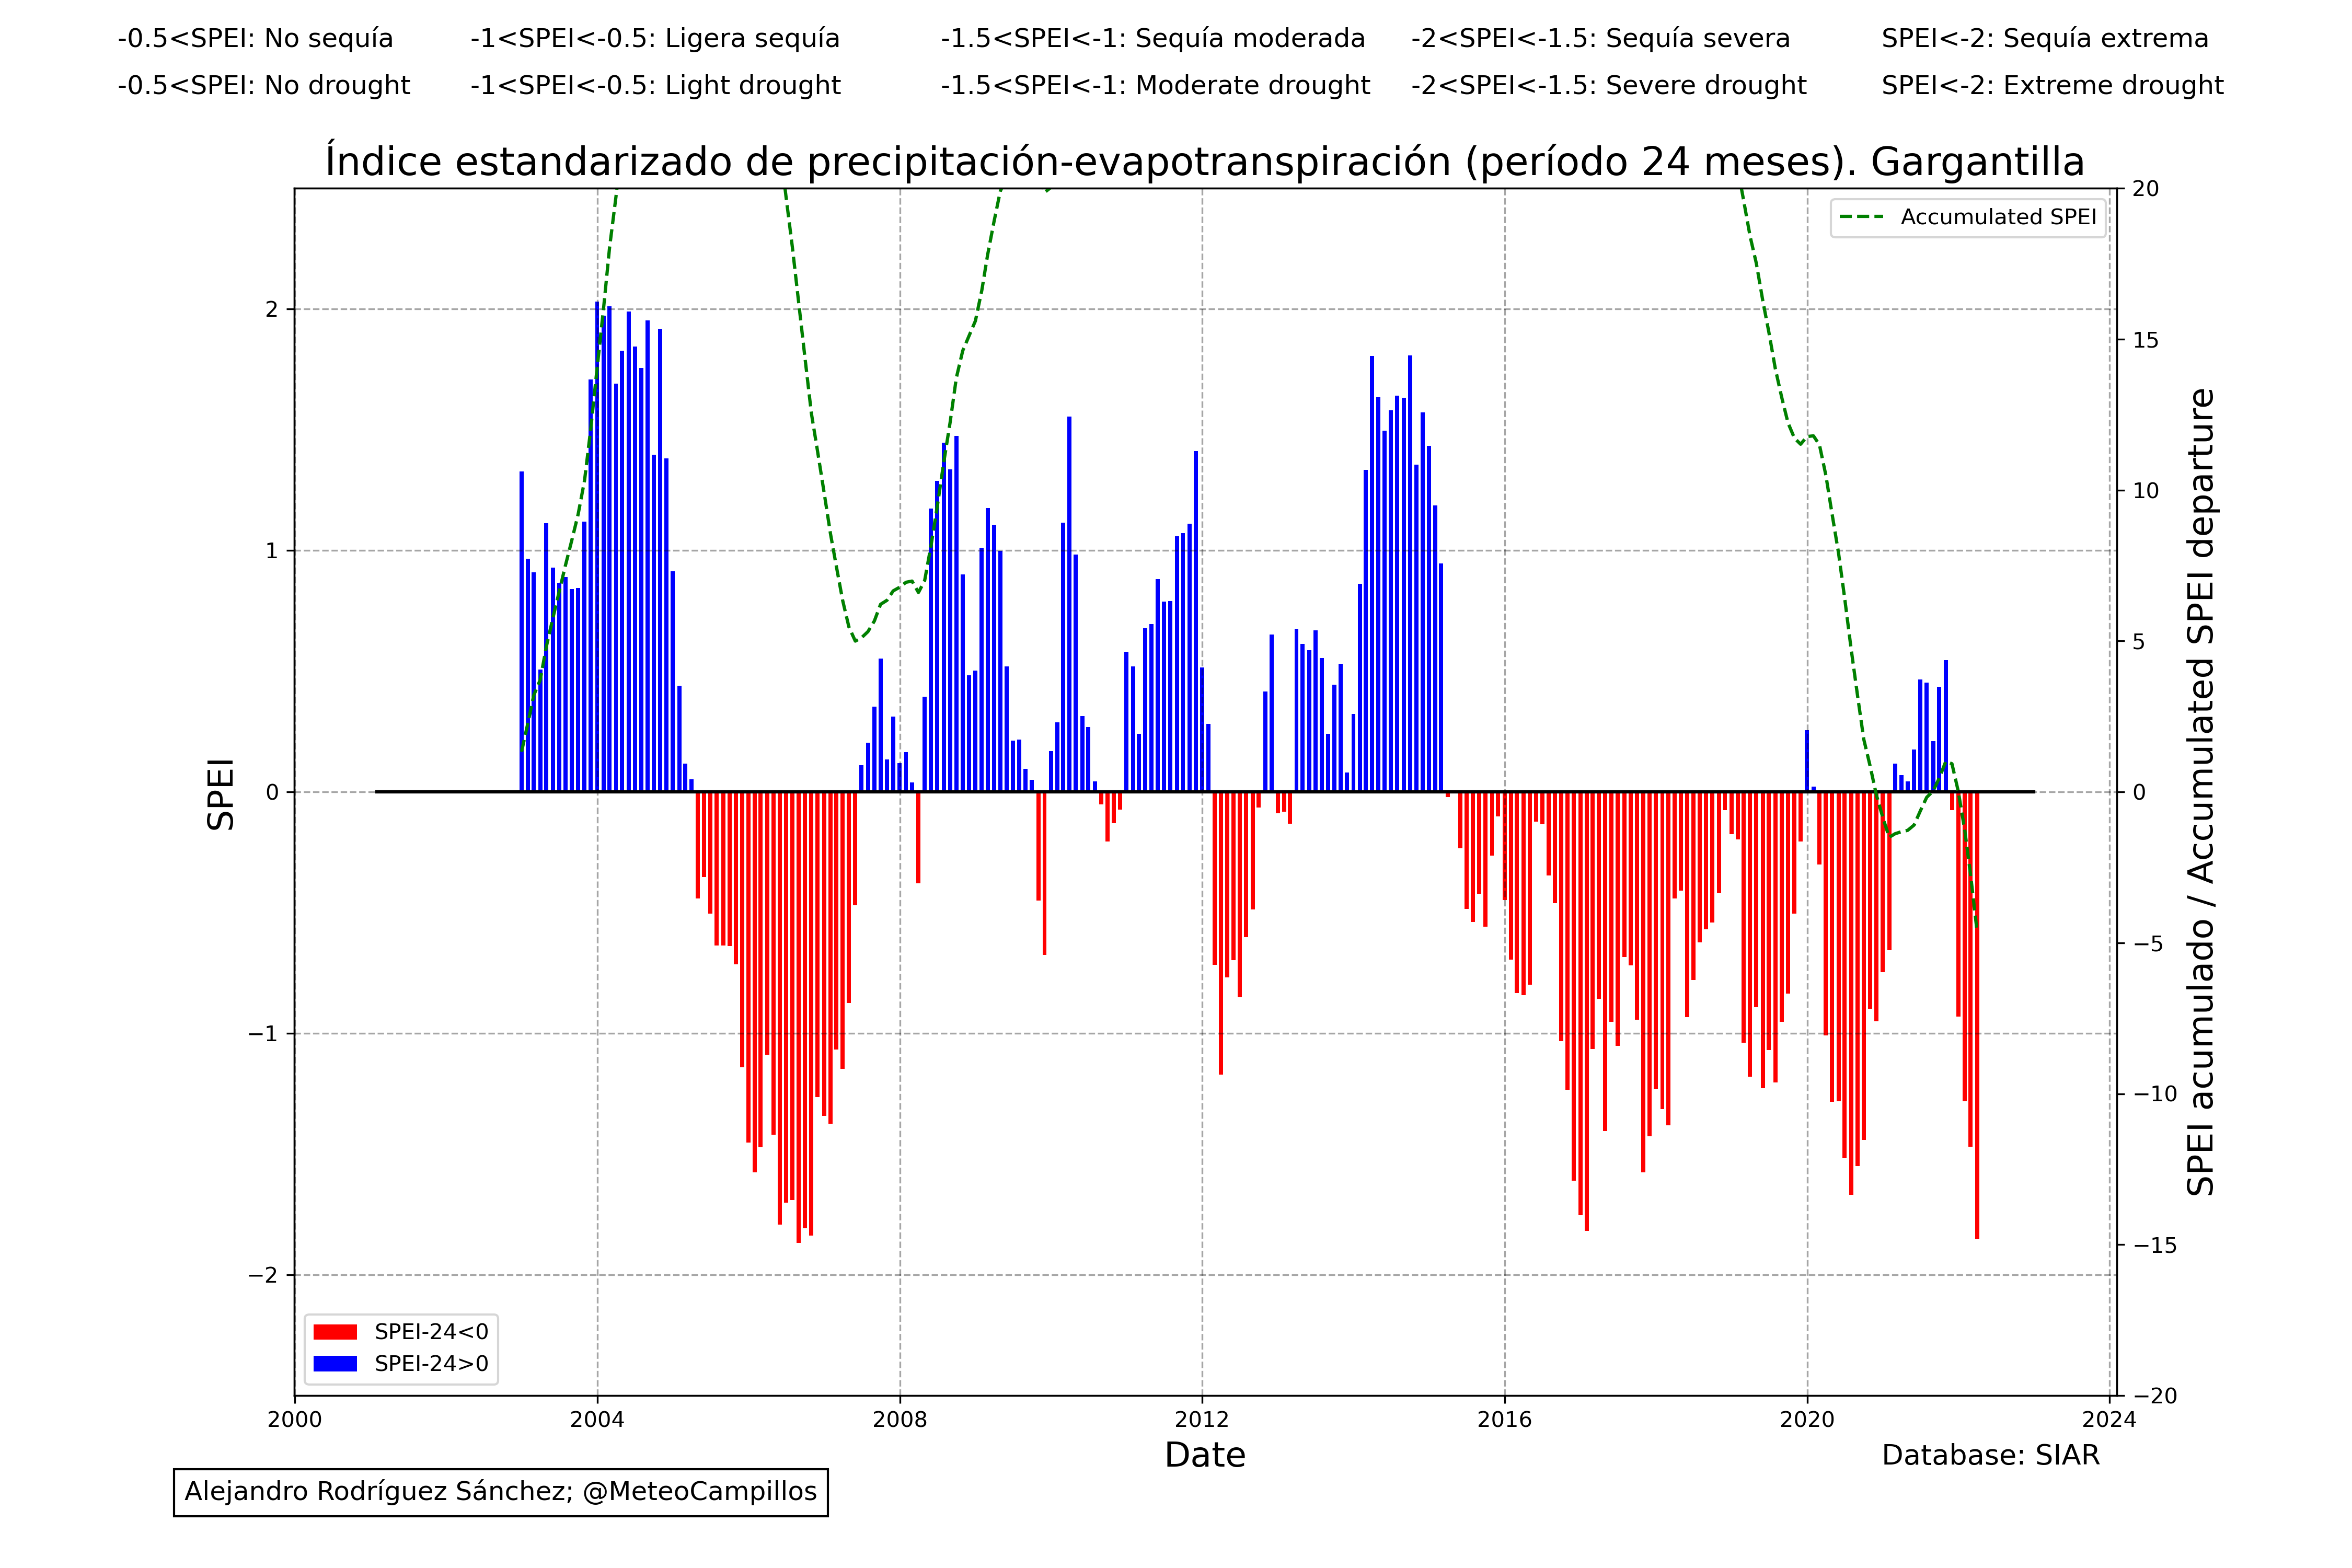 -0.5<SPEI: No sequía -1<SPEI<-0.5: Ligera sequía -1.5<SPEI<-1: Sequía moderada -2<SPEI<-1.5: Sequía severa SPEI<-2: Sequía extrema
-0.5<SPEI: No drought -1<SPEI<-0.5: Light drought -1.5<SPEI<-1: Moderate drought -2<SPEI<-1.5: Severe drought SPEI<-2: Extreme drought
Índice estandarizado de precipitación-evapotranspiración (período 24 meses). Gargantilla
Accumulated SPEI
SPEI
2
1
0
−1
−2
20
15
10
5
0
−5
−10
−15
−20
SPEI acumulado / Accumulated SPEI departure
SPEI-24<0
SPEI-24>0
2000 2004 2008 2012 2016 2020 2024
Date
Database: SIAR
Alejandro Rodríguez Sánchez; @MeteoCampillos